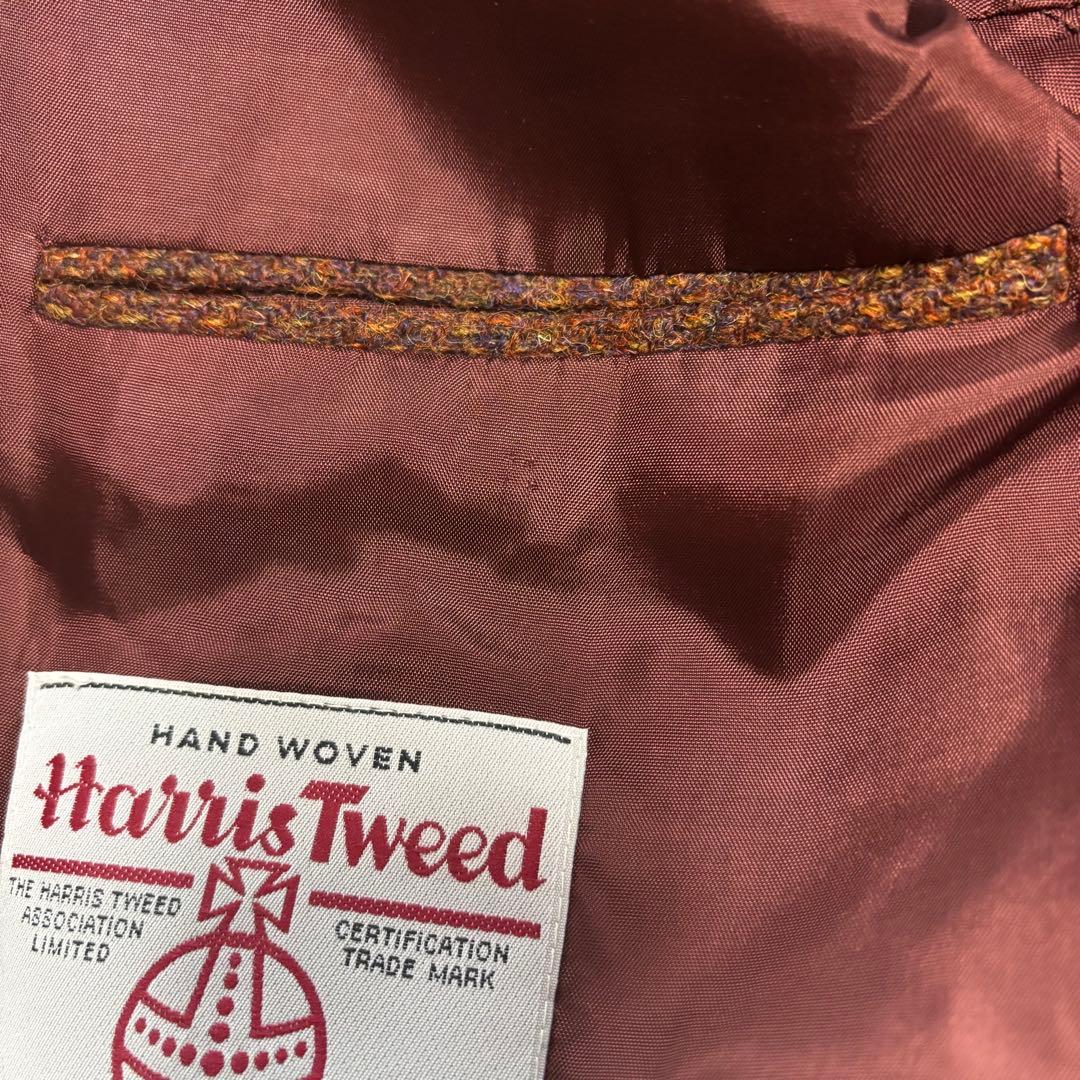 HAND WOVEN
Harris Tweed
THE HARRIS TWEED
ASSOCIATION
LIMITED
CERTIFICATION
TRADE MARK